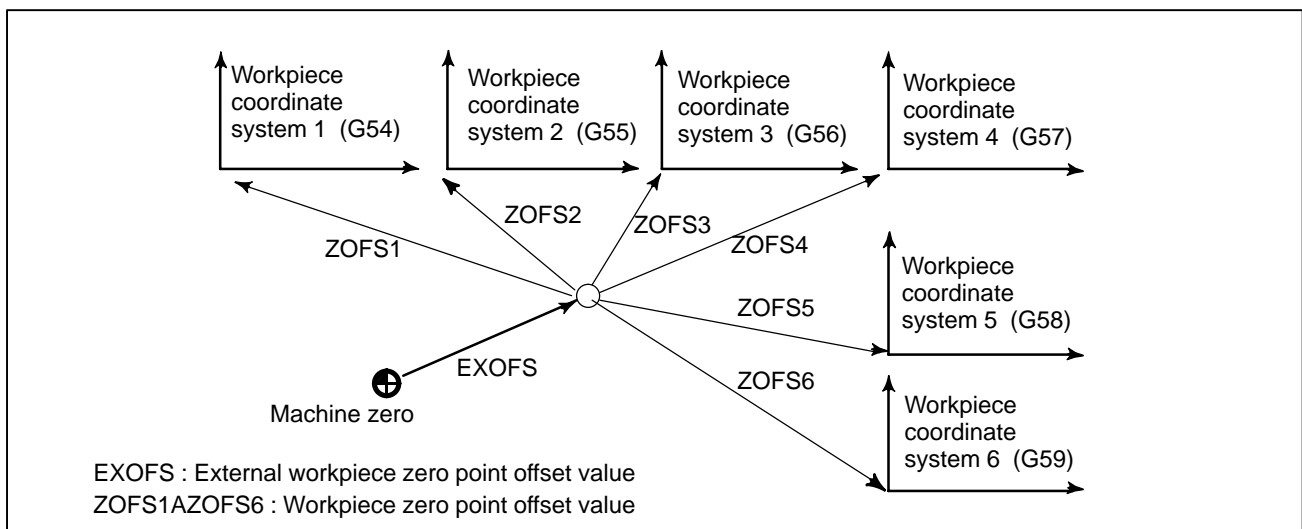 Workpiece
coordinate
system 1 (G54)
Workpiece
coordinate
system 2 (G55)
Workpiece
coordinate
system 3 (G56)
Workpiece
coordinate
system 4 (G57)
ZOFS1
ZOFS2
ZOFS3
ZOFS4
Workpiece
coordinate
system 5 (G58)
ZOFS5
EXOFS
ZOFS6
Workpiece
coordinate
system 6 (G59)
Machine zero
EXOFS : External workpiece zero point offset value
ZOFS1AZOFS6 : Workpiece zero point offset value